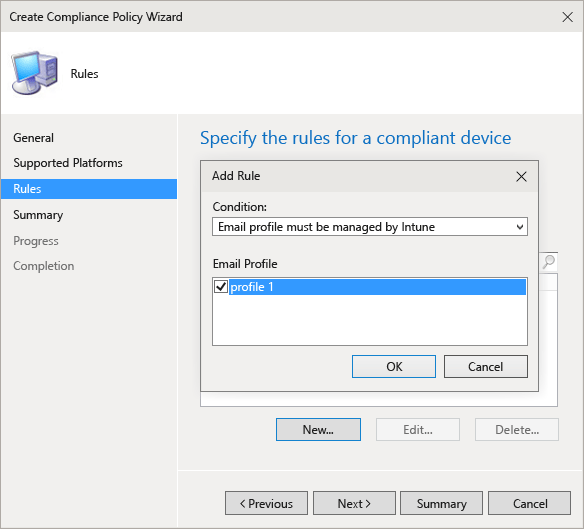 Create Compliance Policy Wizard
Rules
General
Supported Platforms
Rules
Summary
Progress
Completion
Specify the rules for a compliant device
Add Rule
Condition:
Email profile must be managed by Intune
Email Profile
profile 1
OK Cancel
New... Edit... Delete...
< Previous Next > Summary Cancel